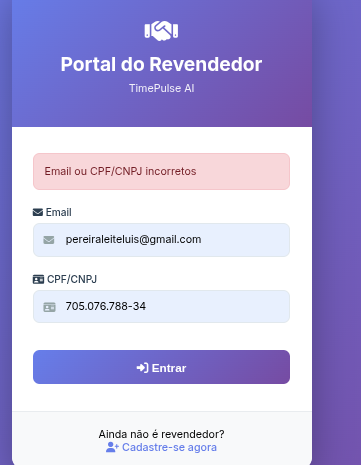 Portal do Revendedor
TimePulse AI
Email ou CPF/CNPJ incorretos
Email
pereiraleiteluis@gmail.com
CPF/CNPJ
705.076.788-34
Entrar
Ainda não é revendedor?
Cadastre-se agora